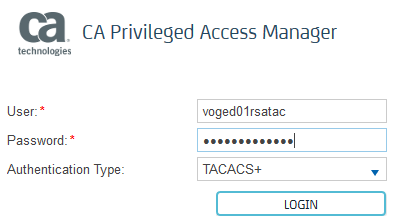 ca
technologies
CA Privileged Access Manager
User:* voged01rsatac
Password:* •••••••••••••
Authentication Type: TACACS+
LOGIN